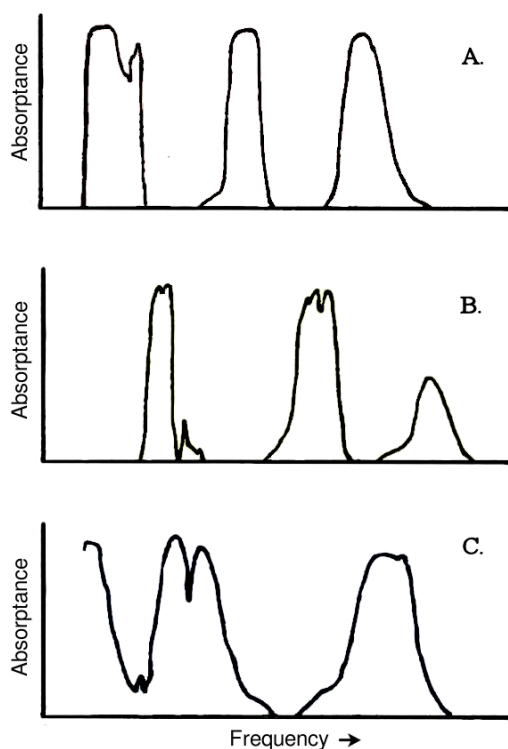 Absorptance
A.
Absorptance
B.
Absorptance
C.
Frequency →